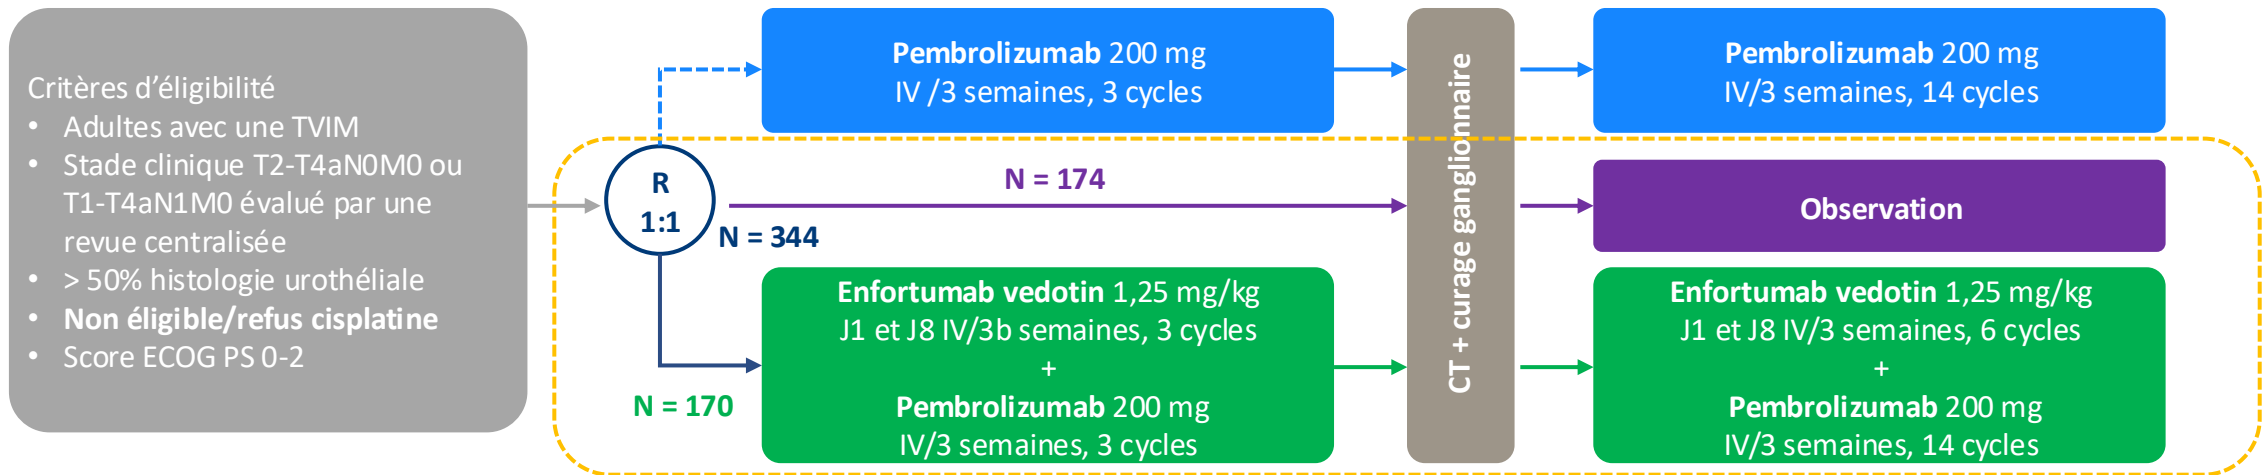 Critères d’éligibilité
• Adultes avec une TVIM
• Stade clinique T2-T4aN0M0 ou
T1-T4aN1M0 évalué par une
revue centralisée
• > 50% histologie urothéliale
• Non éligible/refus cisplatine
• Score ECOG PS 0-2
R
1:1
N = 344
N = 174
N = 170
Pembrolizumab 200 mg
IV /3 semaines, 3 cycles
Enfortumab vedotin 1,25 mg/kg
J1 et J8 IV/3b semaines, 3 cycles
+
Pembrolizumab 200 mg
IV/3 semaines, 3 cycles
CT + curage ganglionnaire
Pembrolizumab 200 mg
IV/3 semaines, 14 cycles
Observation
Enfortumab vedotin 1,25 mg/kg
J1 et J8 IV/3 semaines, 6 cycles
+
Pembrolizumab 200 mg
IV/3 semaines, 14 cycles